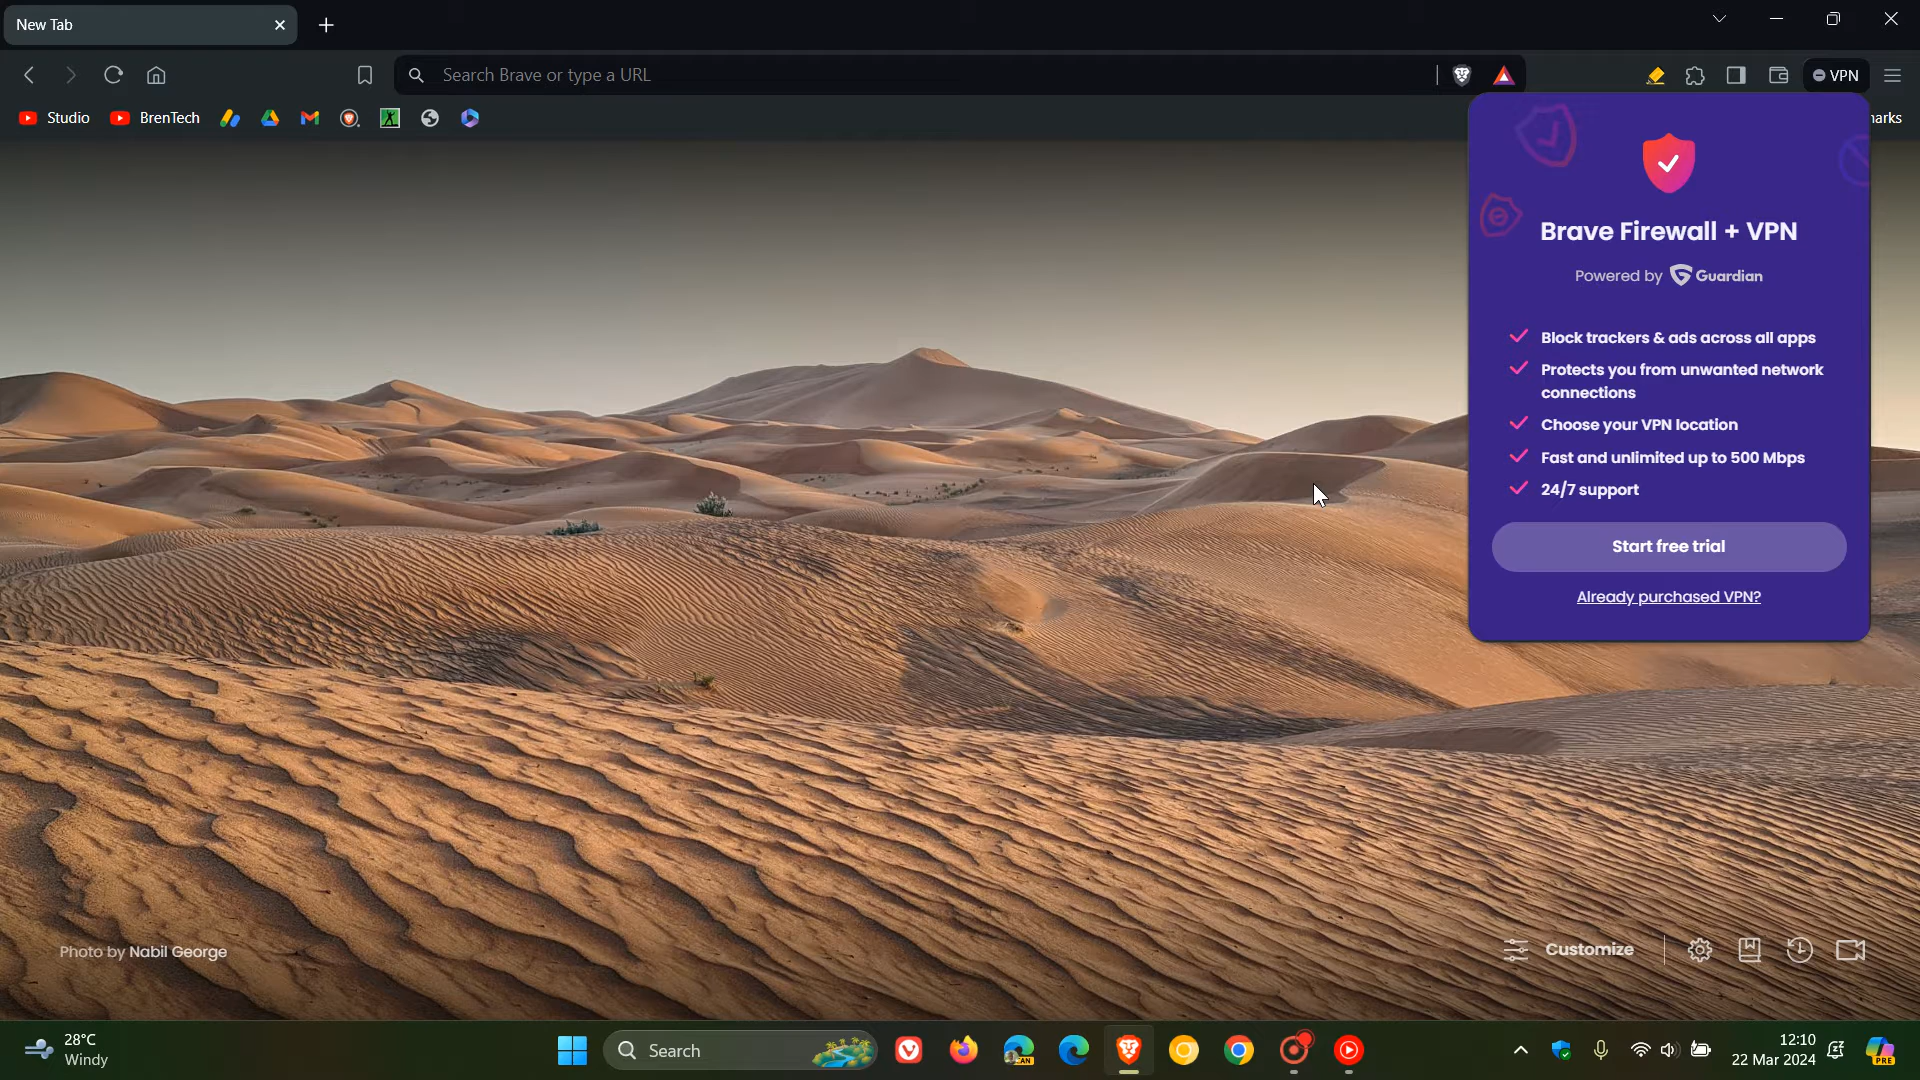 New Tab
Search Brave or type a URL
VPN
Studio
BrenTech
arks
Brave Firewall + VPN
Powered by Guardian
Block trackers & ads across all apps
Protects you from unwanted network
connections
Choose your VPN location
Fast and unlimited up to 500 Mbps
24/7 support
Start free trial
Already purchased VPN?
Photo by Nabil George
Customize
28°C
Windy
Search
CAN
12:10
22 Mar 2024
PRE